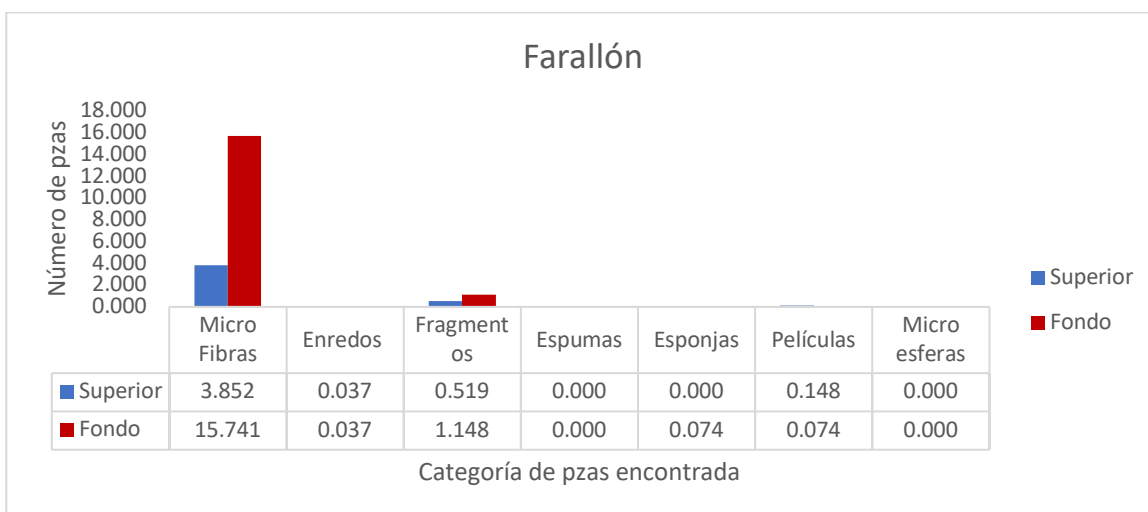 Farallón
Número de pzas
18.000
16.000
14.000
12.000
10.000
8.000
6.000
4.000
2.000
0.000
Micro Fibras Enredos Fragmentos Espumas Esponjas Películas Micro esferas
Superior 3.852 0.037 0.519 0.000 0.000 0.148 0.000
Fondo 15.741 0.037 1.148 0.000 0.074 0.074 0.000
Categoría de pzas encontrada
Superior
Fondo